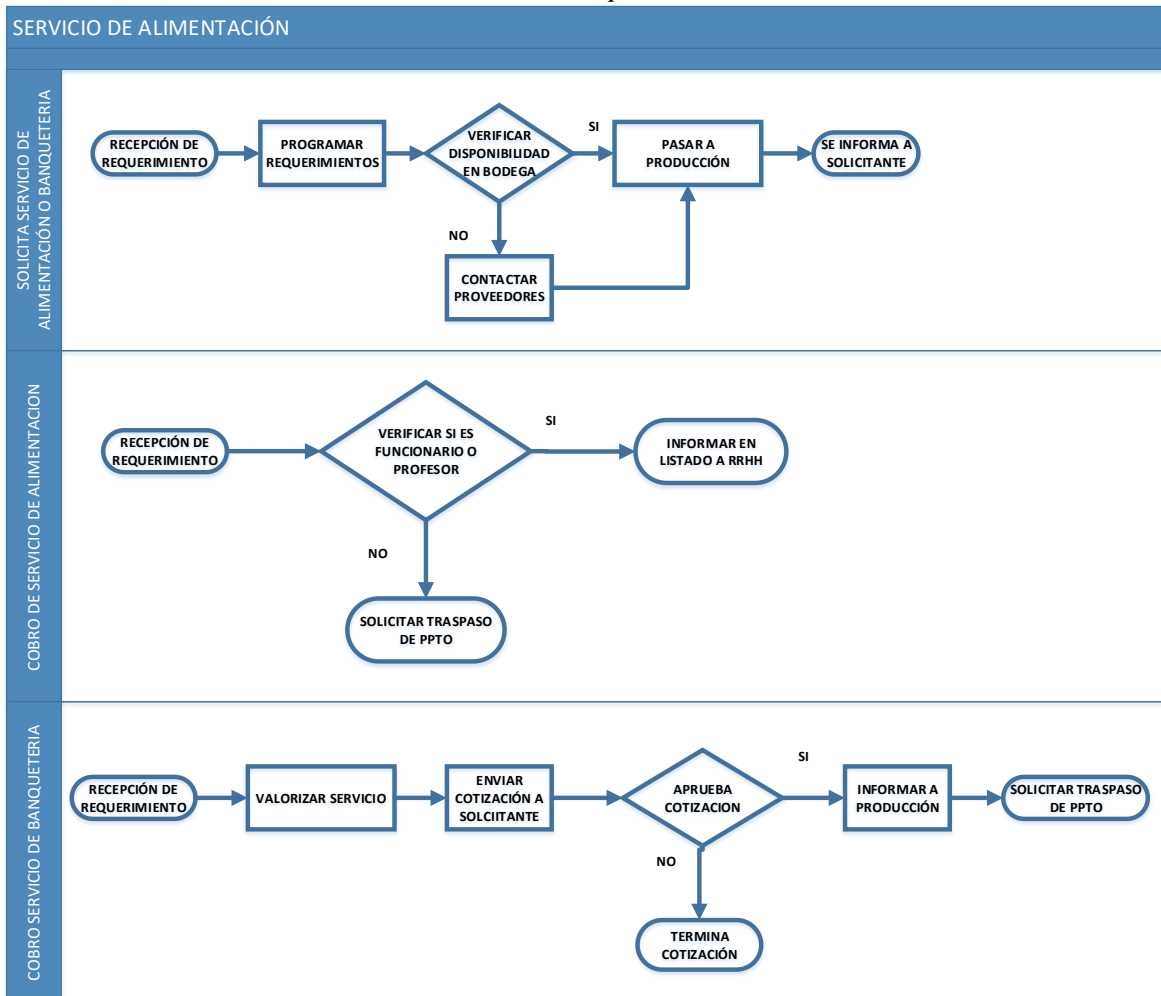 SERVICIO DE ALIMENTACIÓN
SOLICITA SERVICIO DE
ALIMENTACIÓN O BANQUETERIA
RECEPCIÓN DE
REQUERIMIENTO
PROGRAMAR
REQUERIMIENTOS
VERIFICAR
DISPONIBILIDAD
EN BODEGA
SI
PASAR A
PRODUCCIÓN
SE INFORMA A
SOLICITANTE
NO
CONTACTAR
PROVEEDORES
COBRO DE SERVICIO DE ALIMENTACION
RECEPCIÓN DE
REQUERIMIENTO
VERIFICAR SI ES
FUNCIONARIO O
PROFESOR
SI
INFORMAR EN
LISTADO A RRHH
NO
SOLICITAR TRASPASO
DE PPTO
COBRO SERVICIO DE BANQUETERIA
RECEPCIÓN DE
REQUERIMIENTO
VALORIZAR SERVICIO
ENVIAR
COTIZACIÓN A
SOLCIITANTE
APRUEBA
COTIZACION
SI
INFORMAR A
PRODUCCIÓN
SOLICITAR TRASPASO
DE PPTO
NO
TERMINA
COTIZACIÓN